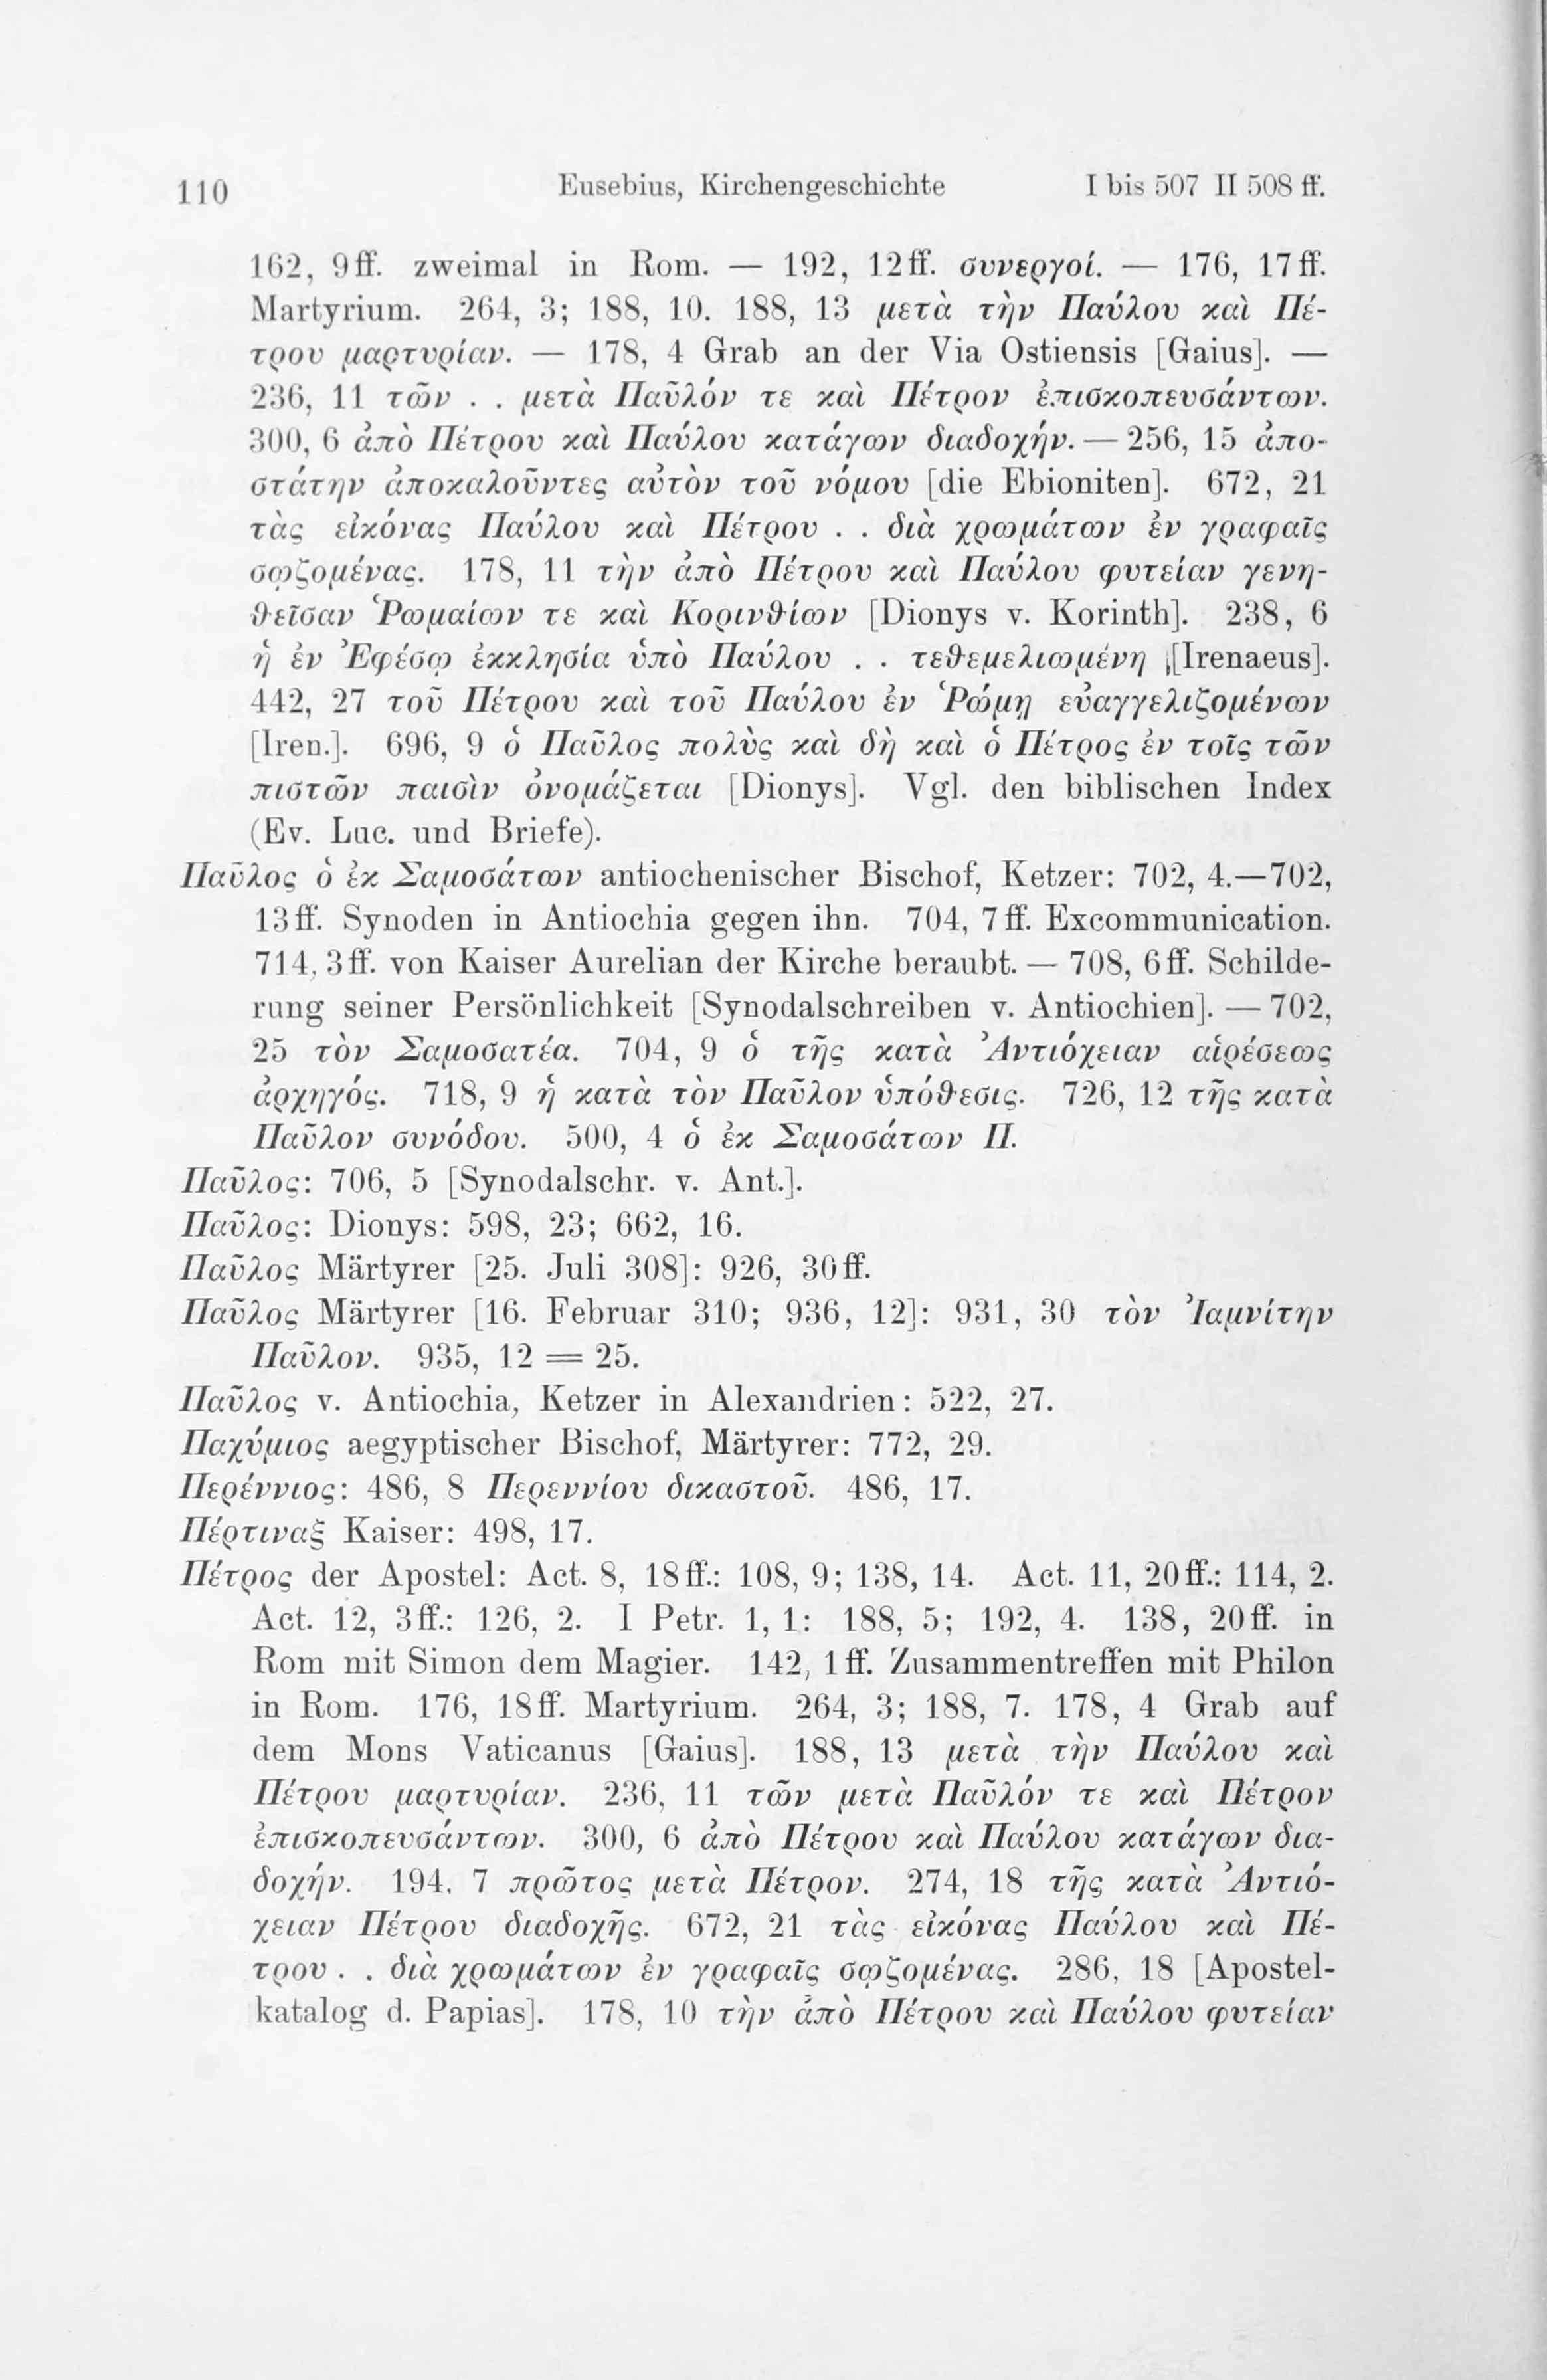 110 Eusebius, Kirchengeschichte I bis 507 II 508 ff.
162, 9 ff. zweimal in Rom. — 192, 12 ff. συνεργοί. — 176, 17 ff.
Martyrium. 264, 3; 188, 10. 188, 13 μετὰ τὴν Παύλου καὶ Πέ-
τρου μαρτυρίαν. — 178, 4 Grab an der Via Ostiensis [Gaius]. —
236, 11 τῶν . . μετὰ Παῦλόν τε καὶ Πέτρον ἐπισκοπευσάντων.
300, 6 ἀπὸ Πέτρου καὶ Παύλου κατάγων διαδοχήν. — 256, 15 ἀπο-
στάτην ἀποκαλοῦντες αὐτὸν τοῦ νόμου [die Ebioniten]. 672, 21
τὰς εἰκόνας Παύλου καὶ Πέτρου . . διὰ χρωμάτων ἐν γραφαῖς
σῳζομένας. 178, 11 τὴν ἀπὸ Πέτρου καὶ Παύλου φυτείαν γενη-
θεῖσαν Ῥωμαίων τε καὶ Κορινθίων [Dionys v. Korinth]. 238, 6
ἡ ἐν Ἐφέσῳ ἐκκλησία ὑπὸ Παύλου . . τεθεμελιωμένη [Irenaeus].
442, 27 τοῦ Πέτρου καὶ τοῦ Παύλου ἐν Ῥώμῃ εὐαγγελιζομένων
[Iren.]. 696, 9 ὁ Παῦλος πολὺς καὶ δὴ καὶ ὁ Πέτρος ἐν τοῖς τῶν
πιστῶν παισὶν ὀνομάζεται [Dionys]. Vgl. den biblischen Index
(Ev. Luc. und Briefe).
Παῦλος ὁ ἐκ Σαμοσάτων antiochenischer Bischof, Ketzer: 702, 4.—702,
13 ff. Synoden in Antiochia gegen ihn. 704, 7 ff. Excommunication.
714, 3 ff. von Kaiser Aurelian der Kirche beraubt. — 708, 6 ff. Schilde-
rung seiner Persönlichkeit [Synodalschreiben v. Antiochien]. — 702,
25 τὸν Σαμοσατέα. 704, 9 ὁ τῆς κατὰ Ἀντιόχειαν αἱρέσεως
ἀρχηγός. 718, 9 ἡ κατὰ τὸν Παῦλον ὑπόθεσις. 726, 12 τῆς κατὰ
Παῦλον συνόδου. 500, 4 ὁ ἐκ Σαμοσάτων Π.
Παῦλος: 706, 5 [Synodalschr. v. Ant.].
Παῦλος: Dionys: 598, 23; 662, 16.
Παῦλος Märtyrer [25. Juli 308]: 926, 30 ff.
Παῦλος Märtyrer [16. Februar 310; 936, 12]: 931, 30 τὸν Ἰαμνίτην
Παῦλον. 935, 12 = 25.
Παῦλος v. Antiochia, Ketzer in Alexandrien: 522, 27.
Παχύμιος aegyptischer Bischof, Märtyrer: 772, 29.
Περέννιος: 486, 8 Περεννίου δικαστοῦ. 486, 17.
Πέρτιναξ Kaiser: 498, 17.
Πέτρος der Apostel: Act. 8, 18 ff.: 108, 9; 138, 14. Act. 11, 20 ff.: 114, 2.
Act. 12, 3 ff.: 126, 2. I Petr. 1, 1: 188, 5; 192, 4. 138, 20 ff. in
Rom mit Simon dem Magier. 142, 1 ff. Zusammentreffen mit Philon
in Rom. 176, 18 ff. Martyrium. 264, 3; 188, 7. 178, 4 Grab auf
dem Mons Vaticanus [Gaius]. 188, 13 μετὰ τὴν Παύλου καὶ
Πέτρου μαρτυρίαν. 236, 11 τῶν μετὰ Παῦλόν τε καὶ Πέτρον
ἐπισκοπευσάντων. 300, 6 ἀπὸ Πέτρου καὶ Παύλου κατάγων δια-
δοχήν. 194, 7 πρῶτος μετὰ Πέτρον. 274, 18 τῆς κατὰ Ἀντιό-
χειαν Πέτρου διαδοχῆς. 672, 21 τὰς εἰκόνας Παύλου καὶ Πέ-
τρου . . διὰ χρωμάτων ἐν γραφαῖς σῳζομένας. 286, 18 [Apostel-
katalog d. Papias]. 178, 10 τὴν ἀπὸ Πέτρου καὶ Παύλου φυτείαν